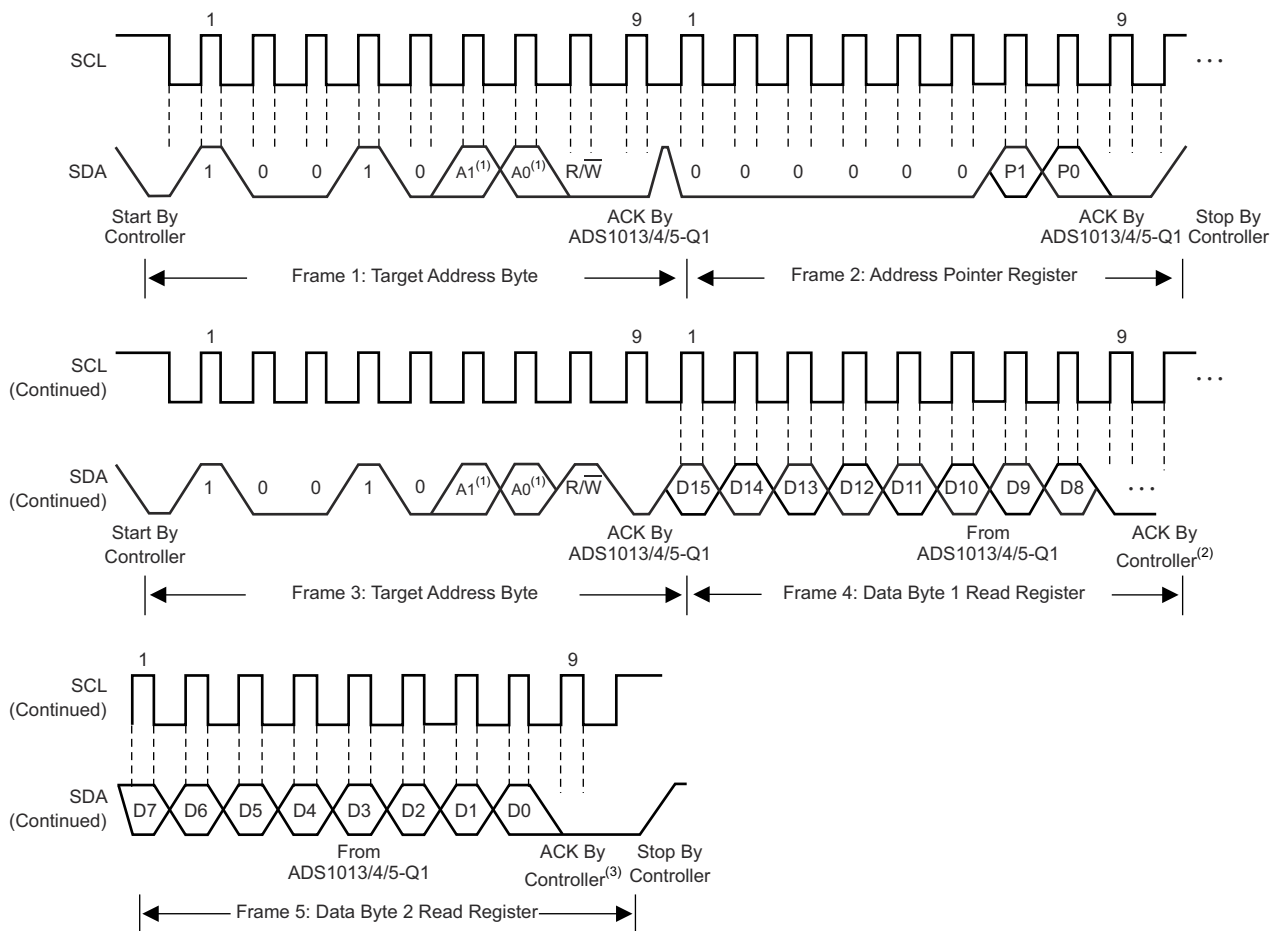 1 9 1 9
SCL ...
SDA 1 0 0 1 0 A1(1) A0(1) R/W̅ 0 0 0 0 0 0 P1 P0
Start By Controller
ACK By ADS1013/4/5-Q1
ACK By ADS1013/4/5-Q1
Stop By Controller
Frame 1: Target Address Byte
Frame 2: Address Pointer Register
1 9 1 9
SCL (Continued) ...
SDA (Continued) 1 0 0 1 0 A1(1) A0(1) R/W̅ D15 D14 D13 D12 D11 D10 D9 D8 ...
Start By Controller
ACK By ADS1013/4/5-Q1
From ADS1013/4/5-Q1
ACK By Controller(2)
Frame 3: Target Address Byte
Frame 4: Data Byte 1 Read Register
1 9
SCL (Continued)
SDA (Continued) D7 D6 D5 D4 D3 D2 D1 D0
From ADS1013/4/5-Q1
ACK By Controller(3)
Stop By Controller
Frame 5: Data Byte 2 Read Register